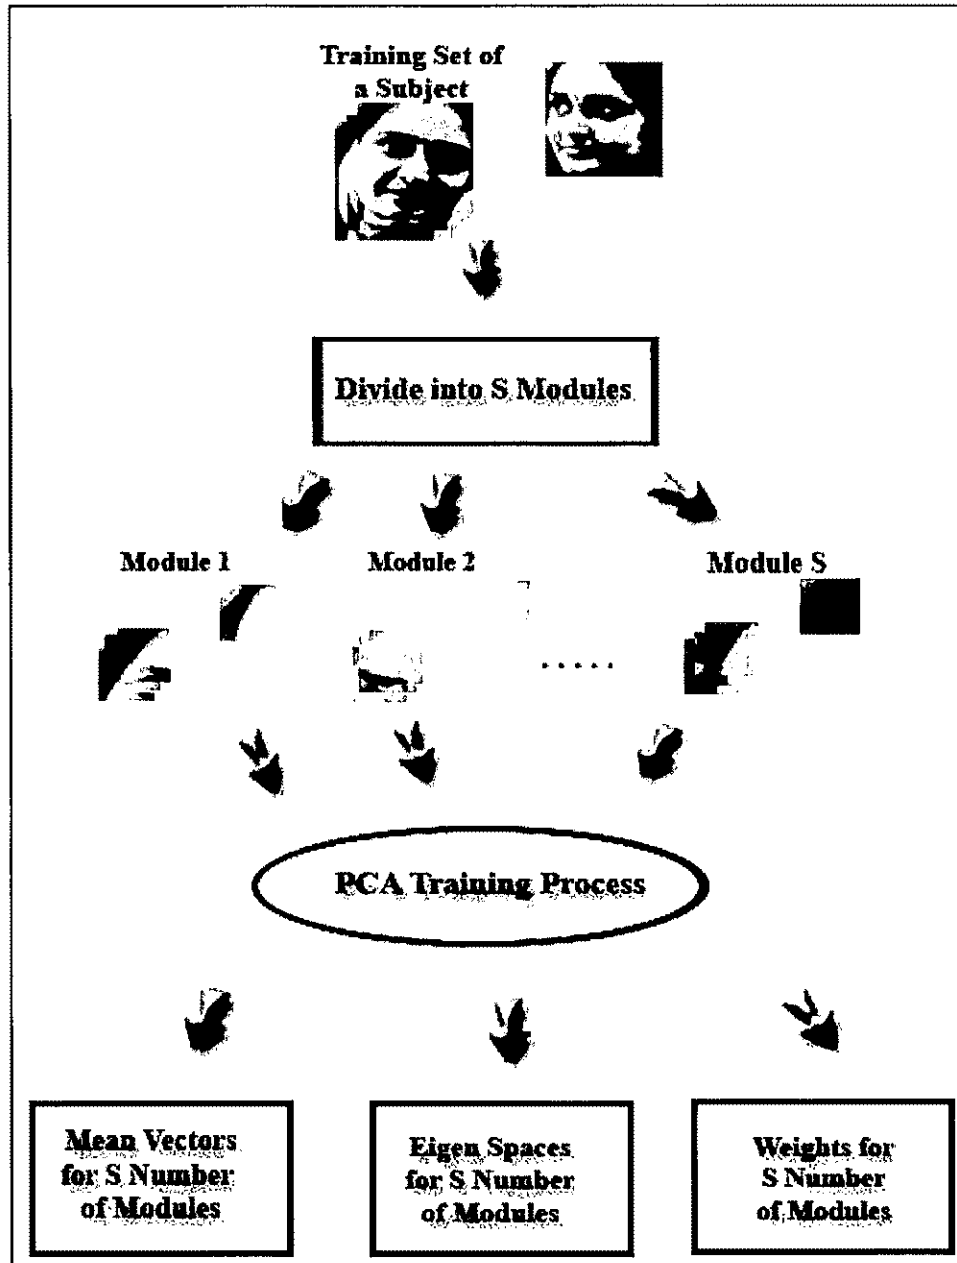 Training Set of
a Subject
Divide into S Modules
Module 1
Module 2
Module S
.....
PCA Training Process
Mean Vectors
for S Number
of Modules
Eigen Spaces
for S Number
of Modules
Weights for
S Number
of Modules